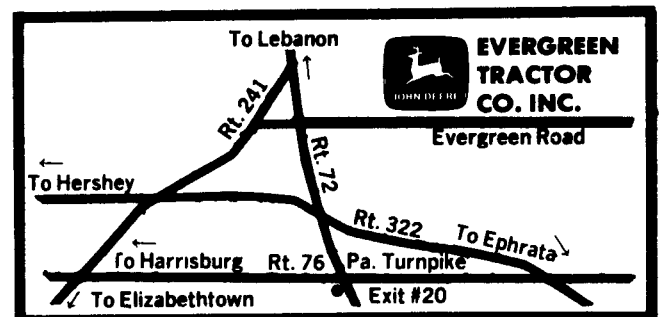 To Lebanon
EVERGREEN
TRACTOR
CO. INC.
JOHN DEERE
Rt. 241
Evergreen Road
Rt. 72
To Hershey
Rt. 322
To Ephrata
To Harrisburg
Rt. 76
Pa. Turnpike
To Elizabethtown
Exit #20